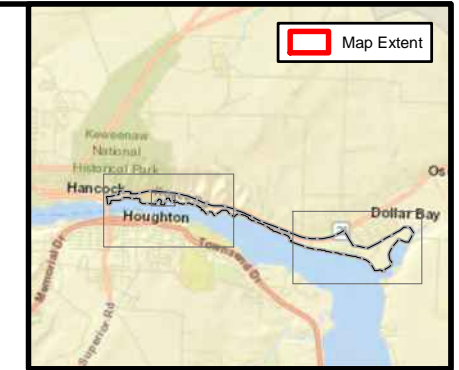 Map Extent
Keweenaw
National
Historical Park
Hancock
Houghton
Os
Dollar Bay
Memorial Dr
Superior Rd
Townsend Dr